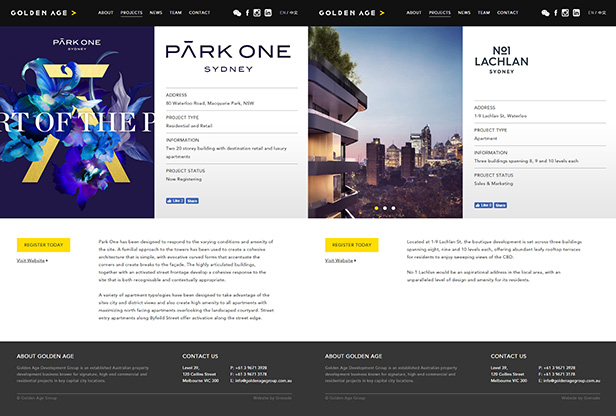 GOLDEN AGE
ABOUT PROJECTS NEWS TEAM CONTACT
EN / 中文
ART OF THE P
PARK ONE
SYDNEY
PARK ONE
SYDNEY
ADDRESS
80 Waterloo Road, Macquarie Park, NSW
PROJECT TYPE
Residential and Retail
INFORMATION
Two 20 storey building with destination retail and luxury
apartments
PROJECT STATUS
Now Registering
Like Share
REGISTER TODAY
Visit Website
Park One has been designed to respond to the varying conditions and amenity of
the site. A familial approach to the towers has been used to create a cohesive
architecture that is simple, with evocative curved forms that accentuate the
corners and create breaks to the façade. The highly articulated buildings,
together with an activated street frontage develop a cohesive response to the
site that is both recognisable and contextually appropriate.
A variety of apartment typologies have been designed to take advantage of the
sites city and district views and also create high amenity to all apartments with
maximising north facing apartments overlooking the landscaped courtyard. Street
entry apartments along Byfield Street offer activation along the street edge.
ABOUT GOLDEN AGE
Golden Age Development Group is an established Australian property
development business known for signature, high end commercial and
residential projects in key capital city locations.
CONTACT US
Level 29,
120 Collins Street
Melbourne VIC 300
P: +61 3 9671 3928
F: +61 3 9671 3178
E: info@goldenagegroup.com.au
© Golden Age Group
Website by Grenade
GOLDEN AGE
ABOUT PROJECTS NEWS TEAM CONTACT
EN / 中文
Nº1
LACHLAN
SYDNEY
ADDRESS
1-9 Lachlan St, Waterloo
PROJECT TYPE
Apartment
INFORMATION
Three buildings spanning 8, 9 and 10 levels each
PROJECT STATUS
Sales & Marketing
Like Share
REGISTER TODAY
Visit Website
Located at 1-9 Lachlan St, the boutique development is set across three buildings
spanning eight, nine and 10 levels each, offering abundant leafy rooftop terraces
for residents to enjoy sweeping views of the CBD.
No 1 Lachlan would be an aspirational address in the local area, with an
unparalleled level of design and amenity for its residents.
ABOUT GOLDEN AGE
Golden Age Development Group is an established Australian property
development business known for signature, high end commercial and
residential projects in key capital city locations.
CONTACT US
Level 29,
120 Collins Street
Melbourne VIC 300
P: +61 3 9671 3928
F: +61 3 9671 3178
E: info@goldenagegroup.com.au
© Golden Age Group
Website by Grenade